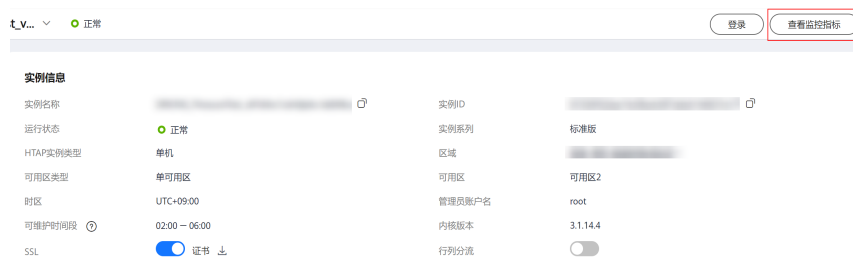 t_v... 正常 登录 查看监控指标
实例信息
实例名称 实例ID
运行状态 正常 实例系列 标准版
HTAP实例类型 单机 区域
可用区类型 单可用区 可用区 可用区2
时区 UTC+09:00 管理员账户名 root
可维护时间段 ? 02:00 — 06:00 内核版本 3.1.14.4
SSL 证书 行列分流